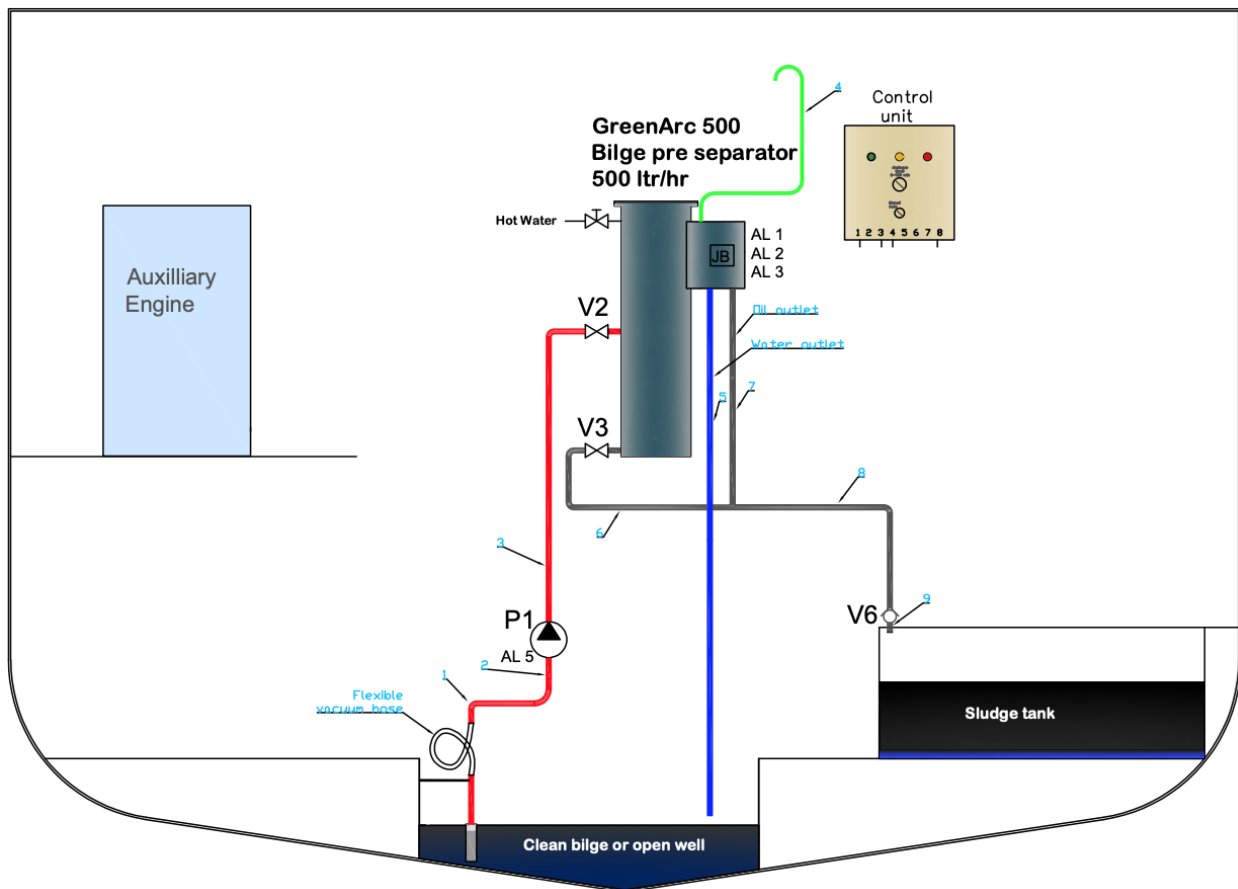 4
Control
unit
GreenArc 500
Bilge pre separator
500 ltr/hr
1 2 3 4 5 6 7 8
Hot Water
AL 1
AL 2
AL 3
JB
Auxilliary
Engine
V2
Oil outlet
Water outlet
5
7
V3
8
6
3
P1
AL 5
2
1
V6
9
Flexible
vacuum hose
Sludge tank
Clean bilge or open well